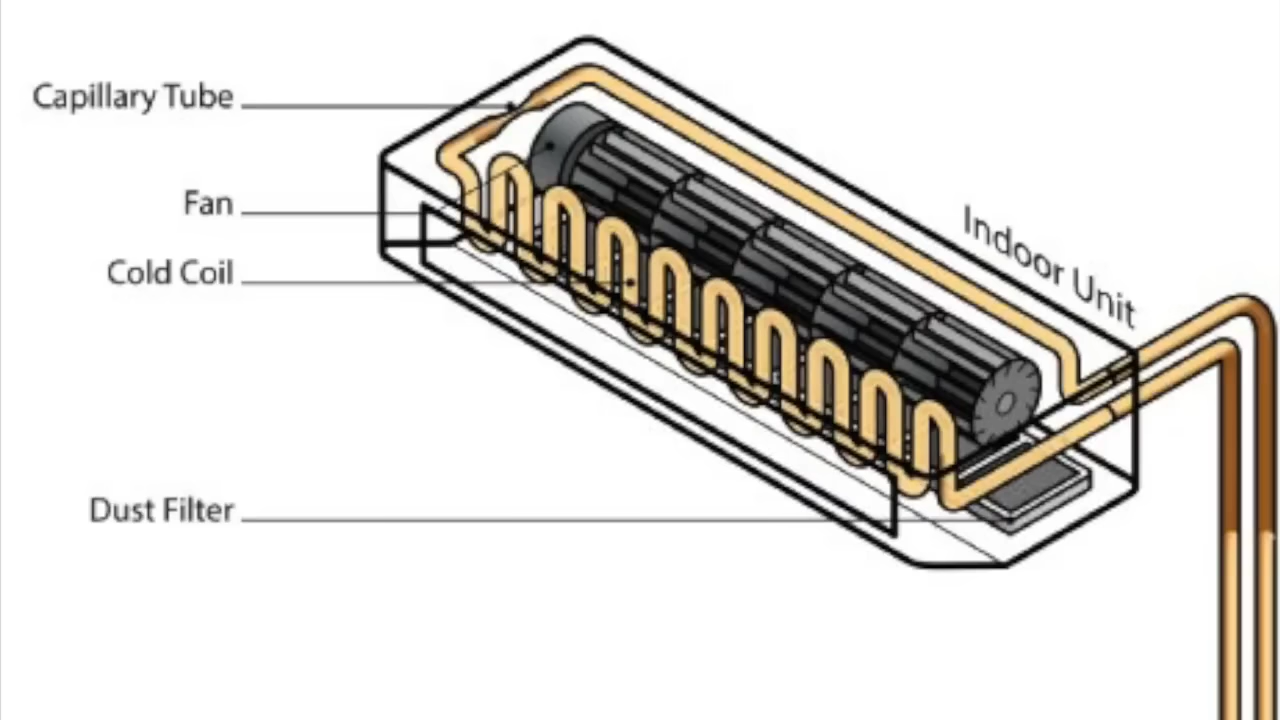 Capillary Tube
Fan
Cold Coil
Dust Filter
Indoor Unit